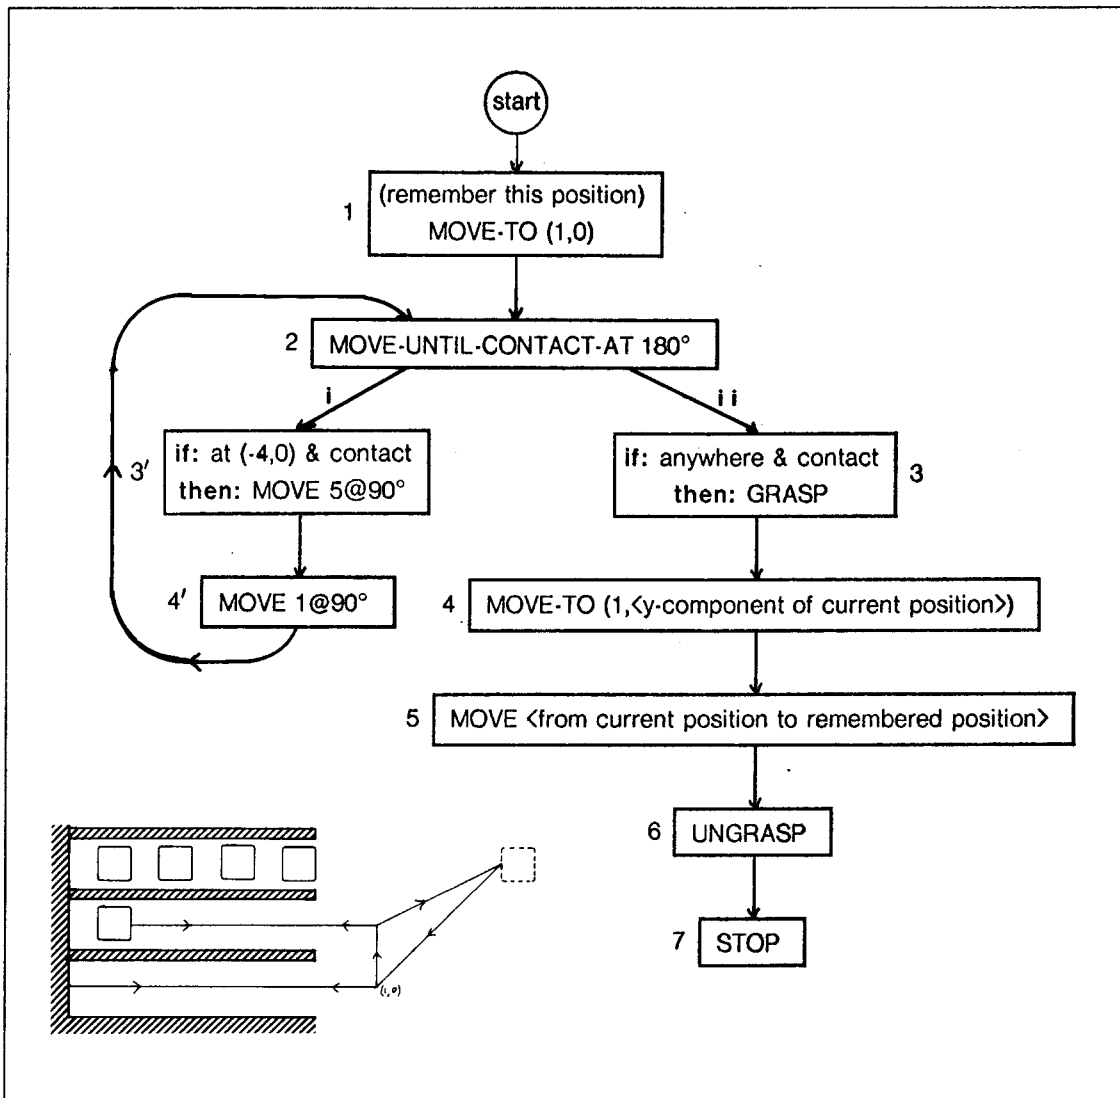 start
1
(remember this position)
MOVE-TO (1,0)
2
MOVE-UNTIL-CONTACT-AT 180°
i
ii
3′
if: at (-4,0) & contact
then: MOVE 5@90°
if: anywhere & contact
then: GRASP
3
4′
MOVE 1@90°
4
MOVE-TO (1,<y-component of current position>)
5
MOVE <from current position to remembered position>
6
UNGRASP
7
STOP
(1,0)